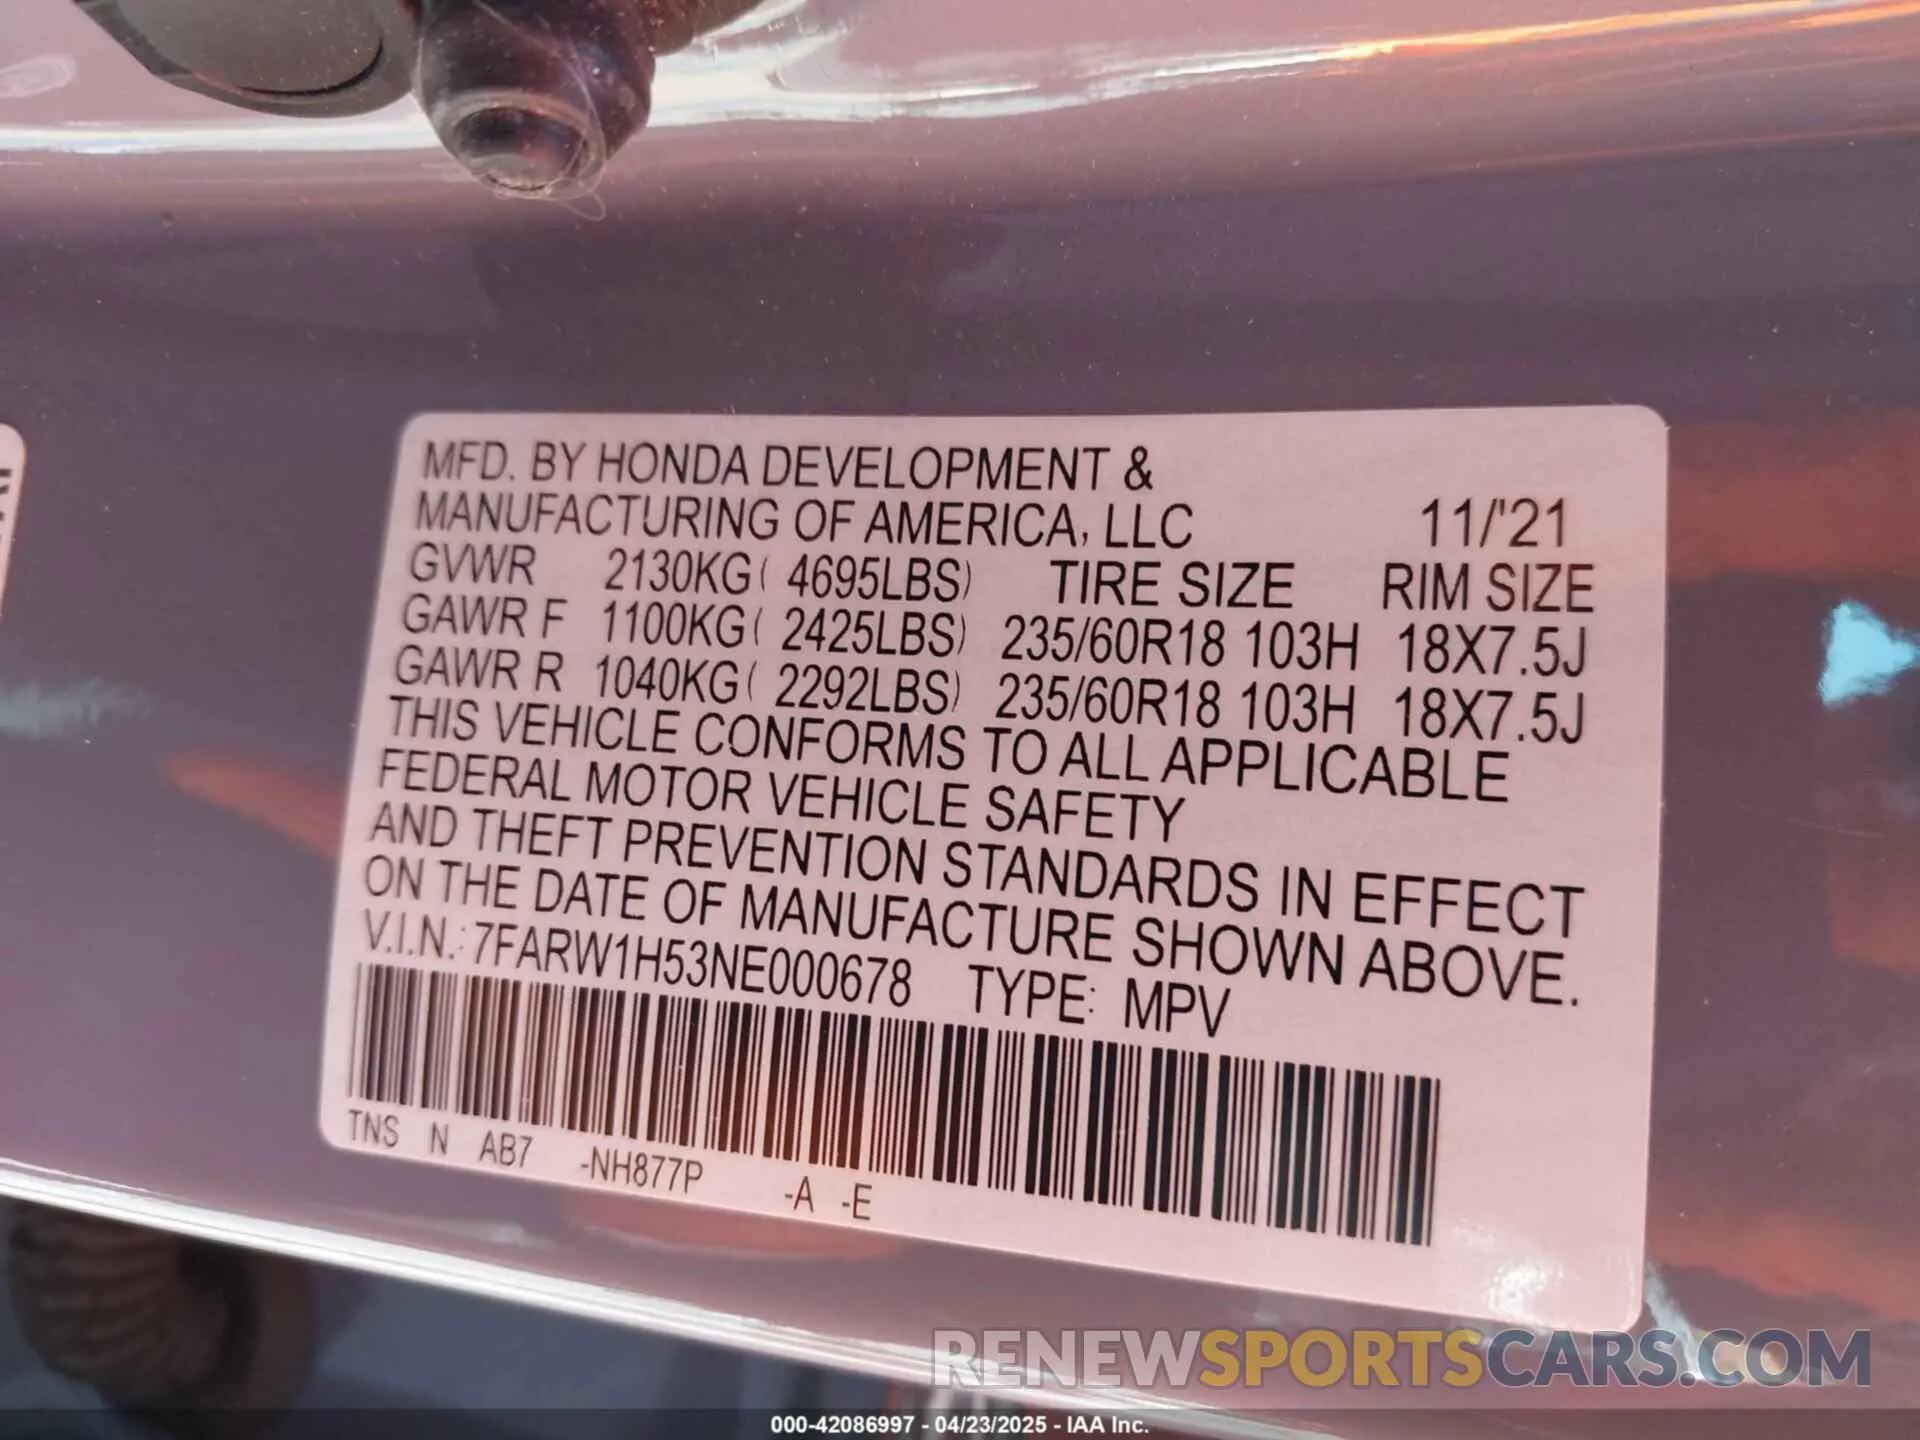 MFD. BY HONDA DEVELOPMENT &
MANUFACTURING OF AMERICA, LLC 11/'21
GVWR 2130KG( 4695LBS) TIRE SIZE RIM SIZE
GAWR F 1100KG( 2425LBS) 235/60R18 103H 18X7.5J
GAWR R 1040KG( 2292LBS) 235/60R18 103H 18X7.5J
THIS VEHICLE CONFORMS TO ALL APPLICABLE
FEDERAL MOTOR VEHICLE SAFETY
AND THEFT PREVENTION STANDARDS IN EFFECT
ON THE DATE OF MANUFACTURE SHOWN ABOVE.
V.I.N.: 7FARW1H53NE000678 TYPE: MPV
TNS N AB7 -NH877P -A -E
RENEWSPORTSCARS.COM
000-42086997 - 04/23/2025 - IAA Inc.